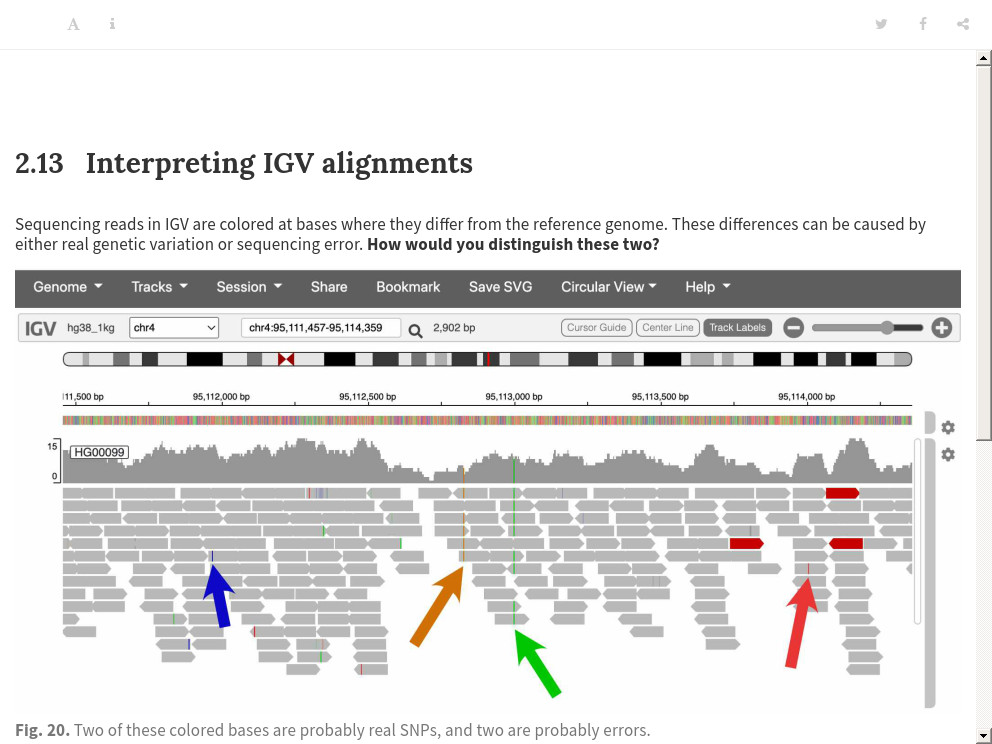 2.13 Interpreting IGV alignments
Sequencing reads in IGV are colored at bases where they differ from the reference genome. These differences can be caused by
either real genetic variation or sequencing error. How would you distinguish these two?
Genome Tracks Session Share Bookmark Save SVG Circular View Help
IGV hg38_1kg chr4 chr4:95,111,457-95,114,359 2,902 bp Cursor Guide Center Line Track Labels
11,500 bp 95,112,000 bp 95,112,500 bp 95,113,000 bp 95,113,500 bp 95,114,000 bp
15
HG00099
0
Fig. 20. Two of these colored bases are probably real SNPs, and two are probably errors.